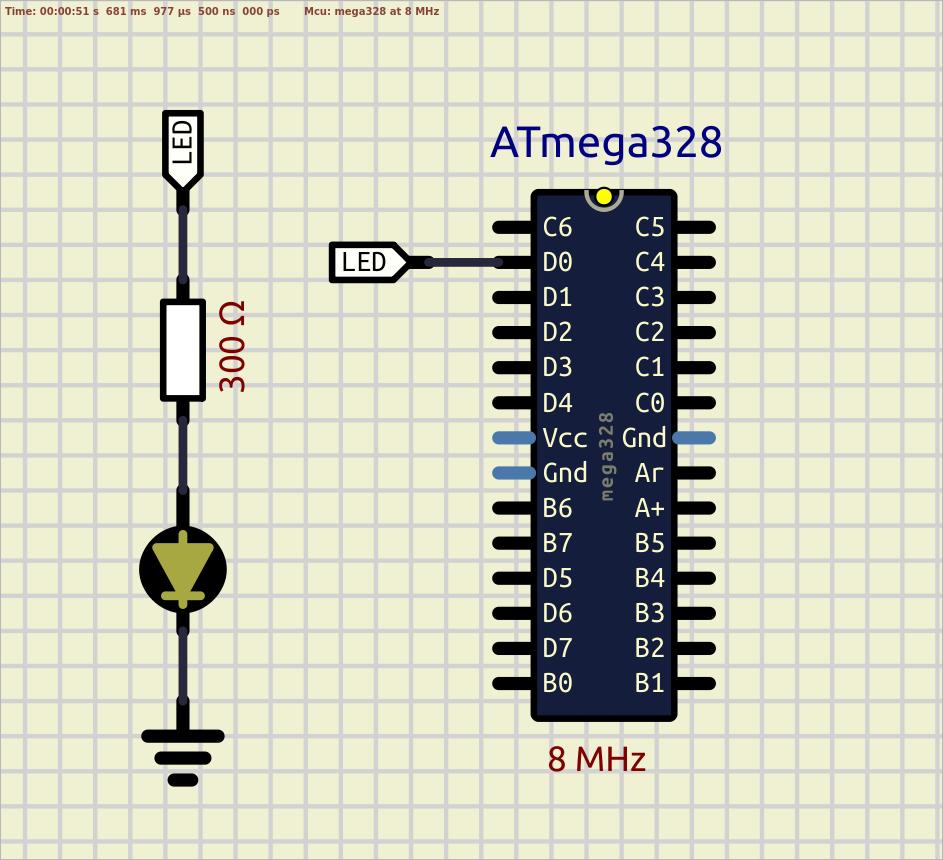 Time: 00:00:51 s 681 ms 977 µs 500 ns 000 ps Mcu: mega328 at 8 MHz
LED
300 Ω
LED
ATmega328
C6 C5
D0 C4
D1 C3
D2 C2
D3 C1
D4 C0
Vcc Gnd
Gnd Ar
mega328
B6 A+
B7 B5
D5 B4
D6 B3
D7 B2
B0 B1
8 MHz